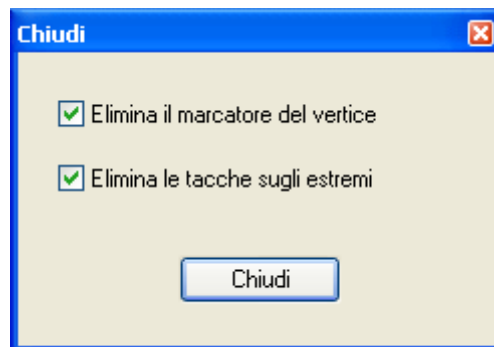 Chiudi
Elimina il marcatore del vertice
Elimina le tacche sugli estremi
Chiudi